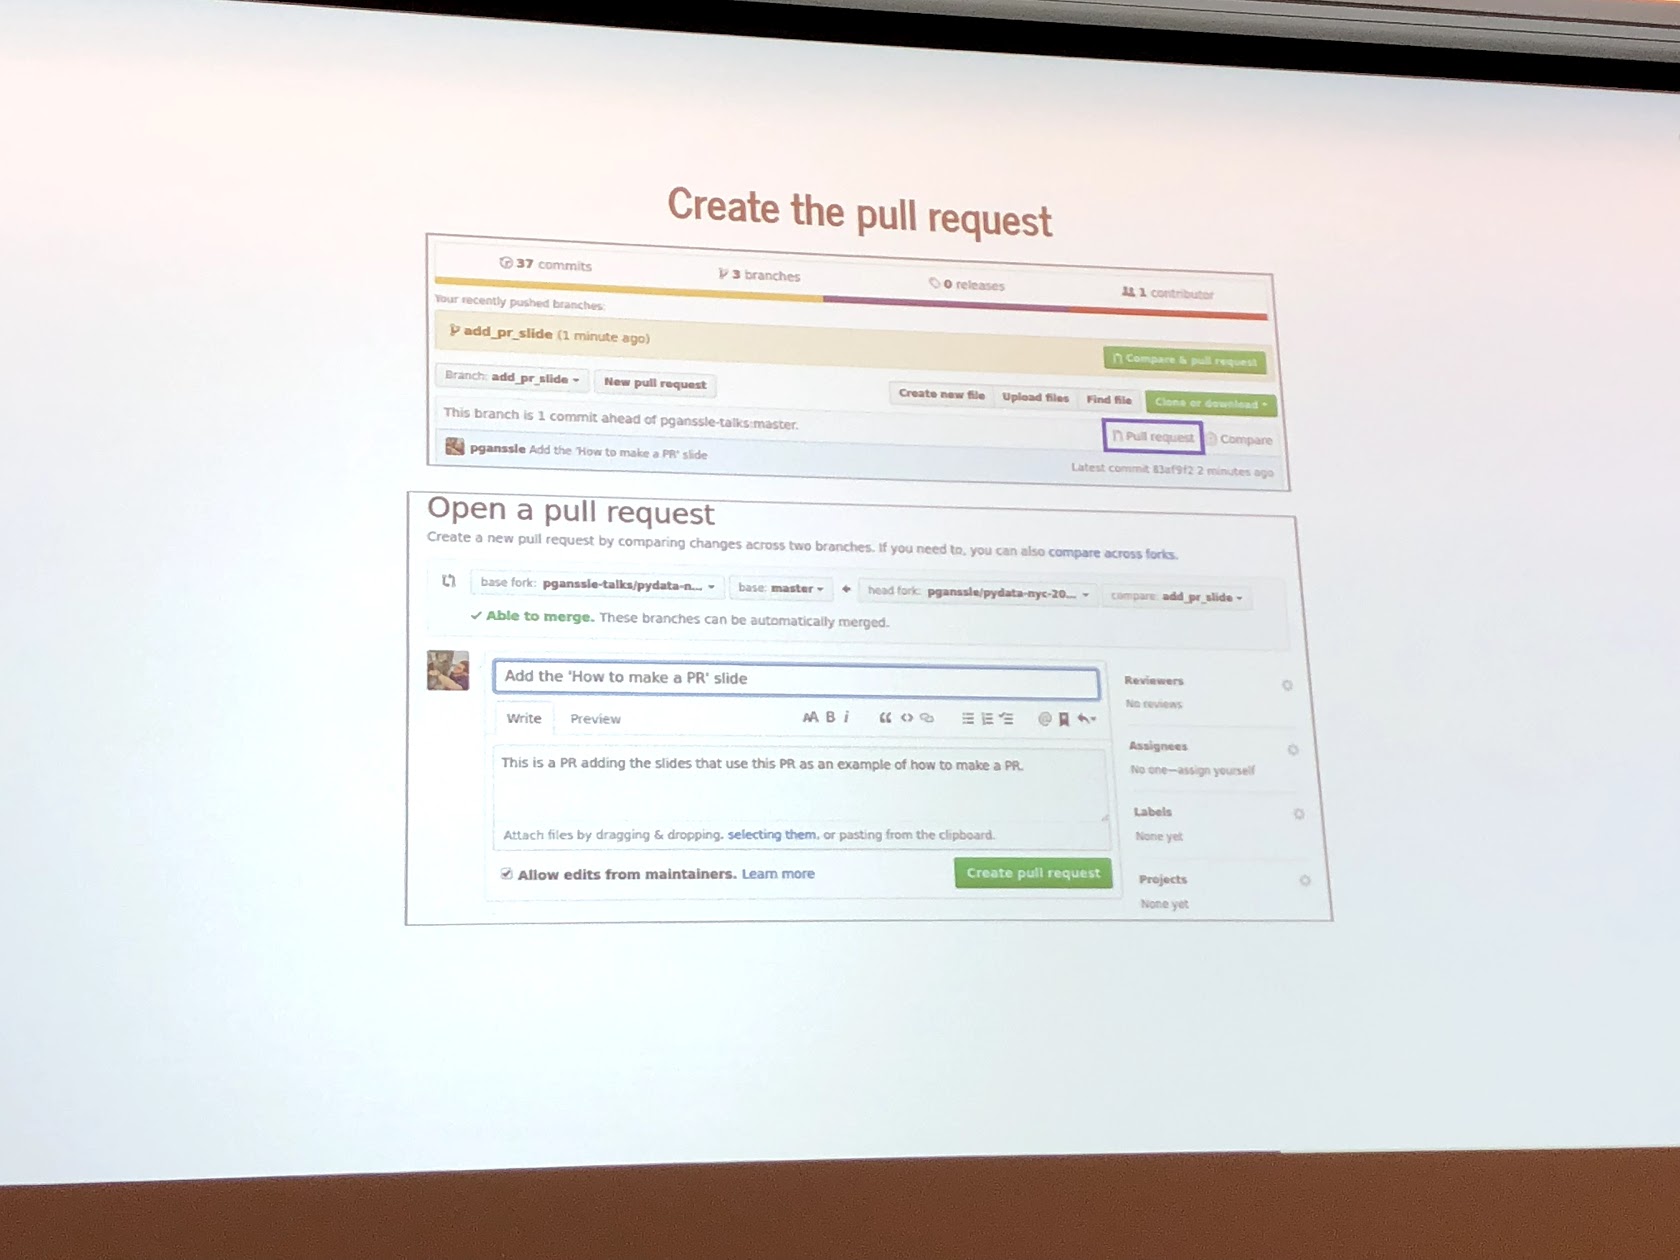 Create the pull request
37 commits
3 branches
0 releases
1 contributor
Your recently pushed branches:
add_pr_slide (1 minute ago)
Compare & pull request
Branch: add_pr_slide
New pull request
Create new file
Upload files
Find file
Clone or download
This branch is 1 commit ahead of pganssle-talks:master.
Pull request
Compare
pganssle Add the 'How to make a PR' slide
Latest commit 83af9f2 2 minutes ago
Open a pull request
Create a new pull request by comparing changes across two branches. If you need to, you can also compare across forks.
base fork: pganssle-talks/pydata-n...
base: master
head fork: pganssle/pydata-nyc-20...
compare: add_pr_slide
✓ Able to merge. These branches can be automatically merged.
Add the 'How to make a PR' slide
Reviewers
No reviews
Write
Preview
AA B i
Assignees
No one—assign yourself
This is a PR adding the slides that use this PR as an example of how to make a PR.
Labels
None yet
Attach files by dragging & dropping, selecting them, or pasting from the clipboard.
Allow edits from maintainers. Learn more
Create pull request
Projects
None yet